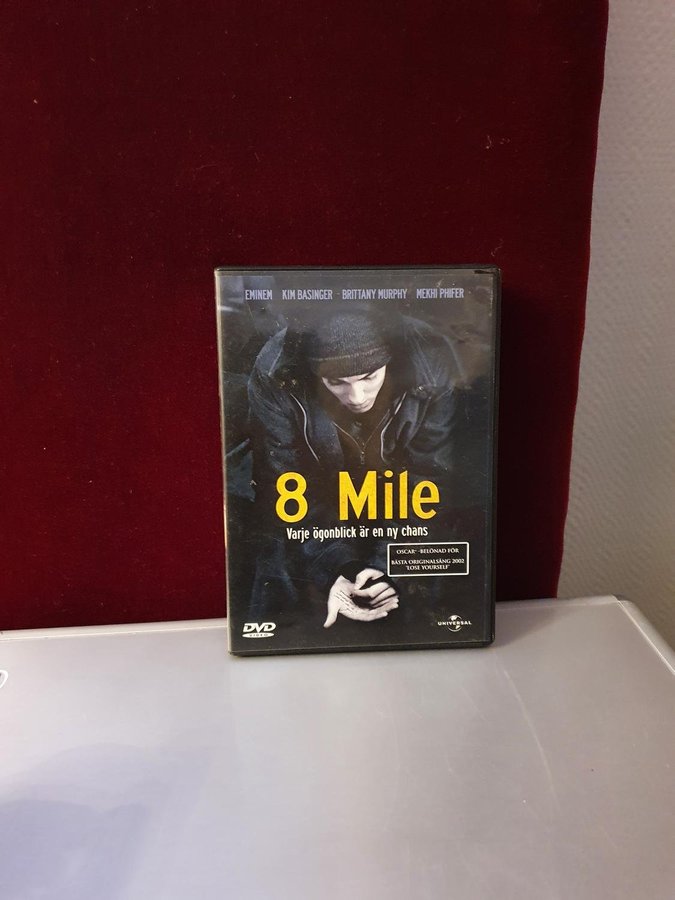 EMINEM KIM BASINGER BRITTANY MURPHY MEKHI PHIFER
8 Mile
Varje ögonblick är en ny chans
OSCAR® -BELÖNAD FÖR
BÄSTA ORIGINALSÅNG 2002
"LOSE YOURSELF"
DVD
VIDEO
UNIVERSAL